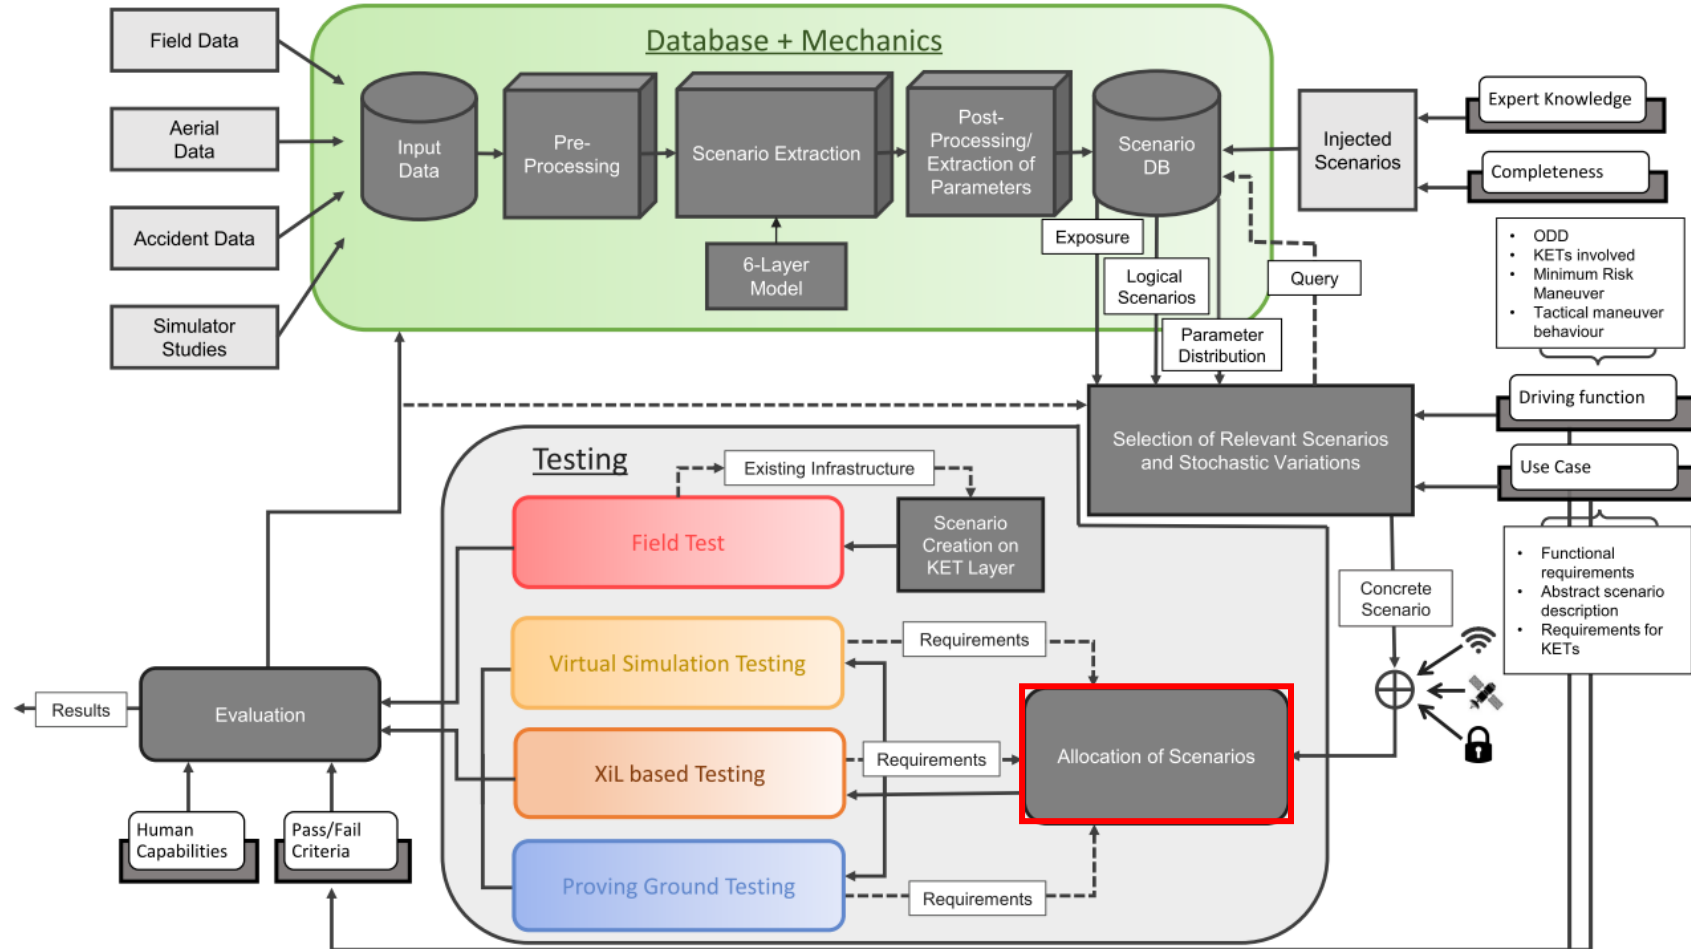 Database + Mechanics
Field Data
Aerial
Data
Accident Data
Simulator
Studies
Input
Data
Pre-
Processing
Scenario Extraction
6-Layer
Model
Post-
Processing/
Extraction of
Parameters
Scenario
DB
Injected
Scenarios
Expert Knowledge
Completeness
Exposure
Logical
Scenarios
Parameter
Distribution
Query
• ODD
• KETs involved
• Minimum Risk
Maneuver
• Tactical maneuver
behaviour
Driving function
Use Case
• Functional
requirements
• Abstract scenario
description
• Requirements for
KETs
Selection of Relevant Scenarios
and Stochastic Variations
Concrete
Scenario
Testing
Existing Infrastructure
Field Test
Scenario
Creation on
KET Layer
Virtual Simulation Testing
Requirements
XiL based Testing
Requirements
Allocation of Scenarios
Proving Ground Testing
Requirements
Results
Evaluation
Human
Capabilities
Pass/Fail
Criteria